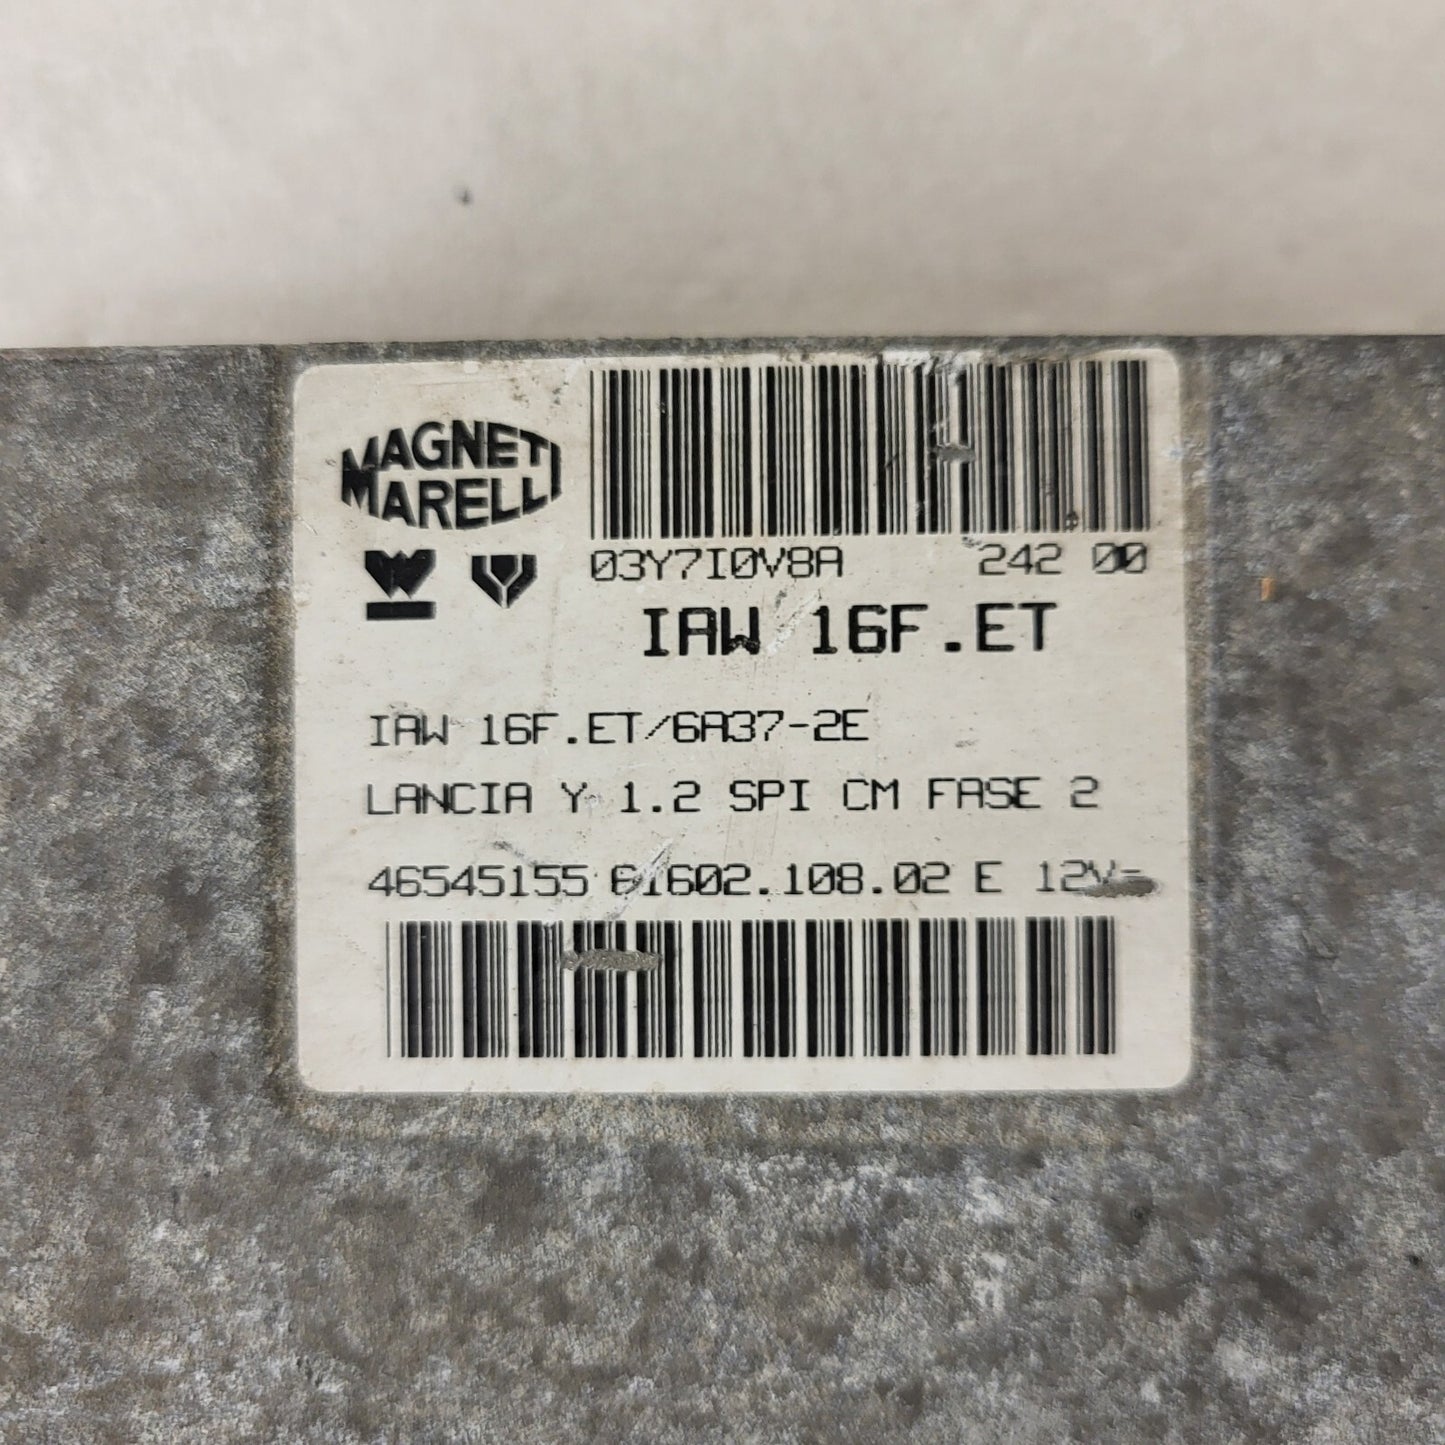 MAGNETI
MARELLI
03Y7I0V8A 242 00
IAW 16F.ET
IAW 16F.ET/6A37-2E
LANCIA Y 1.2 SPI CM FASE 2
46545155 61602.108.02 E 12V-